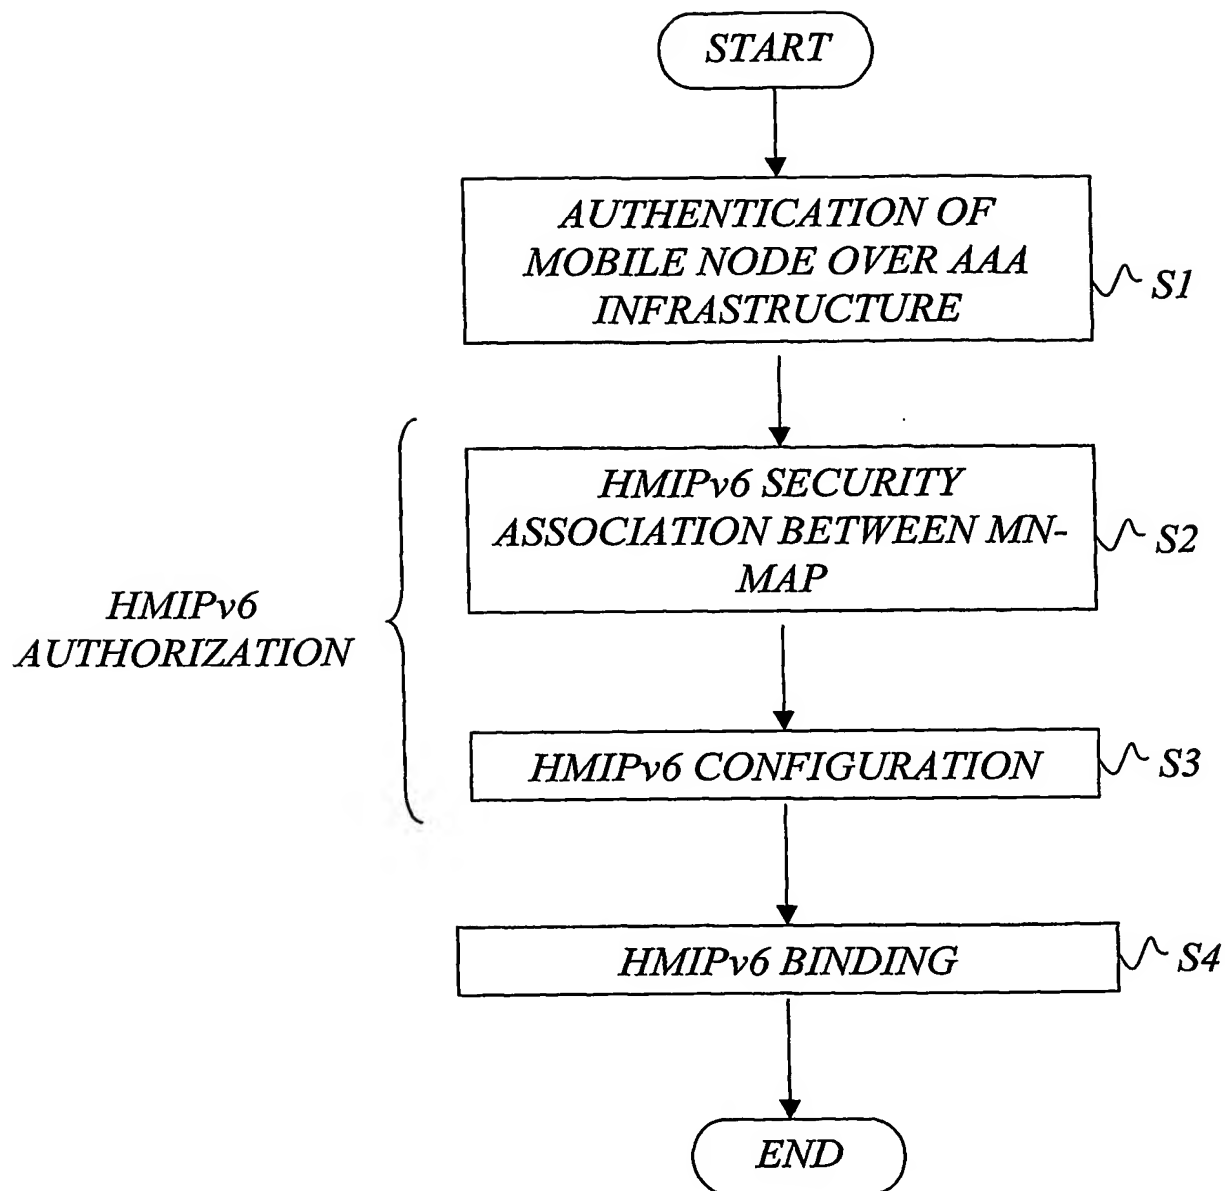 START
AUTHENTICATION OF
MOBILE NODE OVER AAA
INFRASTRUCTURE
S1
HMIPv6 SECURITY
ASSOCIATION BETWEEN MN-
MAP
S2
HMIPv6
AUTHORIZATION
HMIPv6 CONFIGURATION
S3
HMIPv6 BINDING
S4
END